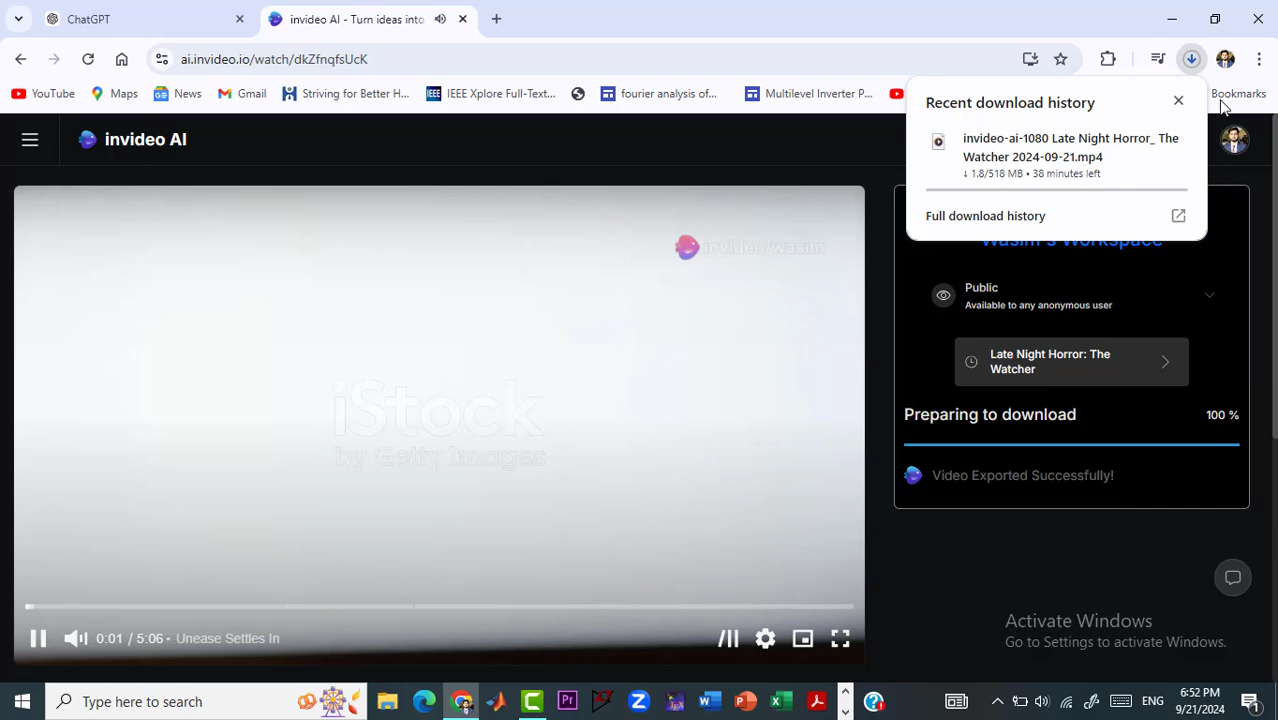 ChatGPT
invideo AI - Turn ideas into
ai.invideo.io/watch/dkZfnqfsUcK
YouTube
Maps
News
Gmail
Striving for Better H...
IEEE Xplore Full-Text...
fourier analysis of...
Multilevel Inverter P...
Bookmarks
Recent download history
invideo-ai-1080 Late Night Horror_ The
Watcher 2024-09-21.mp4
↓ 1.8/518 MB • 38 minutes left
Full download history
invideo AI
invideo/wasim
iStock
by Getty Images
Wasim's Workspace
Public
Available to any anonymous user
Late Night Horror: The
Watcher
Preparing to download
100 %
Video Exported Successfully!
0:01 / 5:06 • Unease Settles In
Activate Windows
Go to Settings to activate Windows.
Type here to search
ENG
6:52 PM
9/21/2024
1